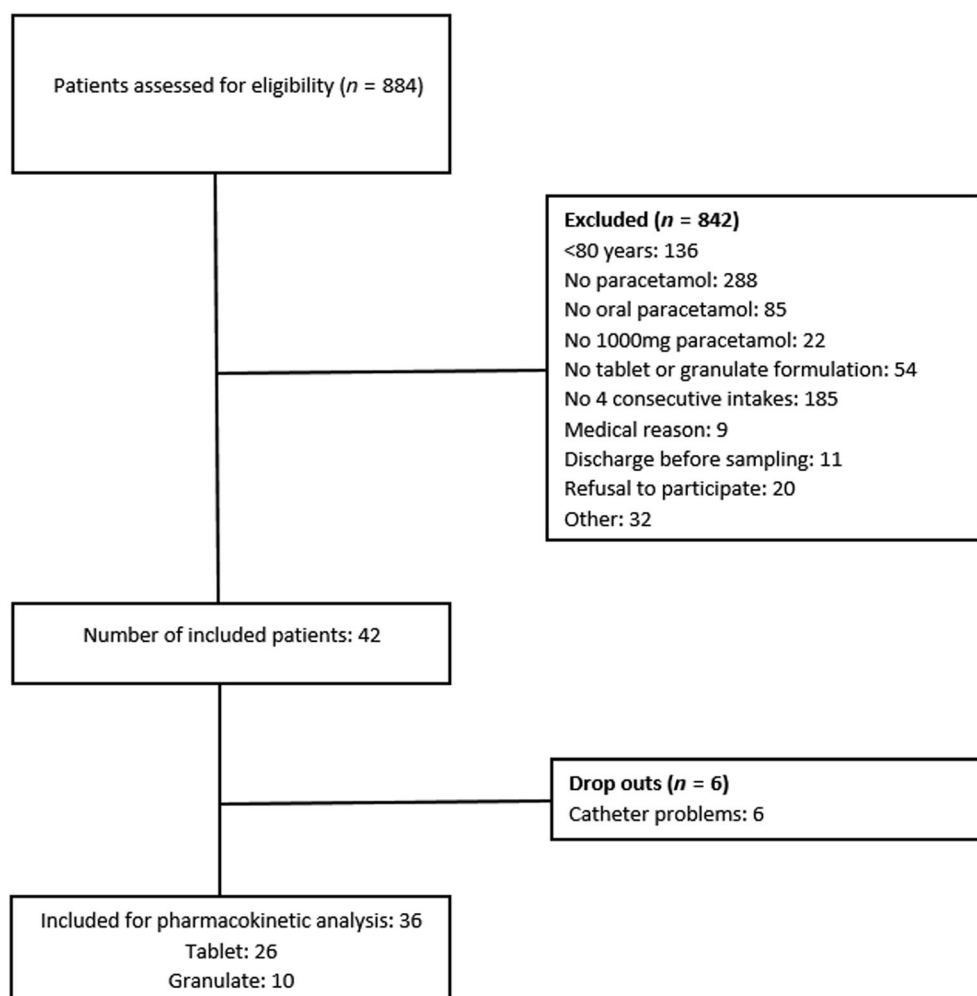 Patients assessed for eligibility (n = 884)
Excluded (n = 842)
<80 years: 136
No paracetamol: 288
No oral paracetamol: 85
No 1000mg paracetamol: 22
No tablet or granulate formulation: 54
No 4 consecutive intakes: 185
Medical reason: 9
Discharge before sampling: 11
Refusal to participate: 20
Other: 32
Number of included patients: 42
Drop outs (n = 6)
Catheter problems: 6
Included for pharmacokinetic analysis: 36
Tablet: 26
Granulate: 10